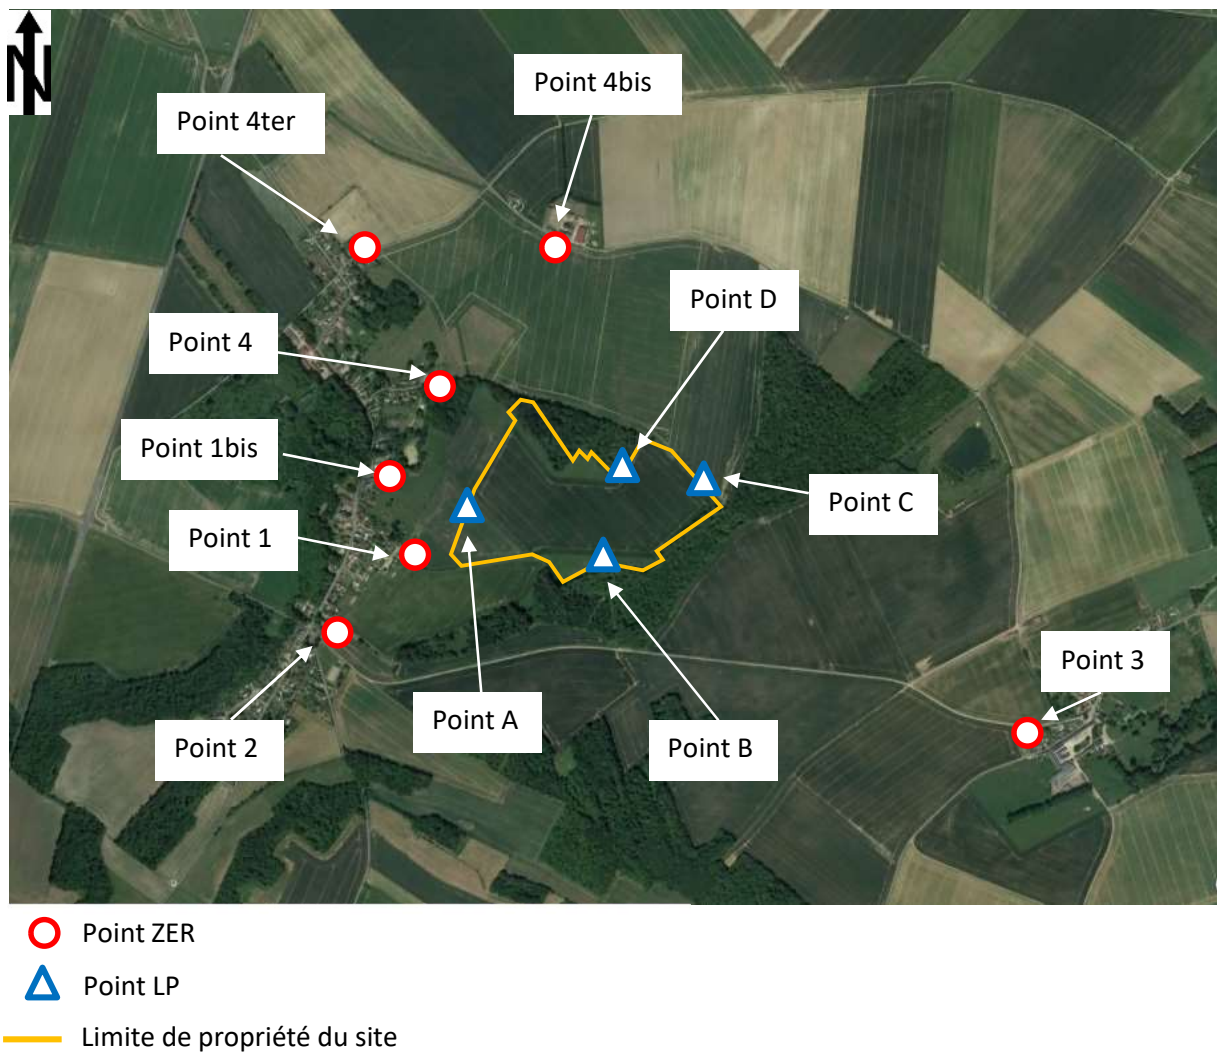 N
Point 4bis
Point 4ter
Point D
Point 4
Point 1bis
Point C
Point 1
Point 3
Point A
Point 2
Point B
Point ZER
Point LP
Limite de propriété du site